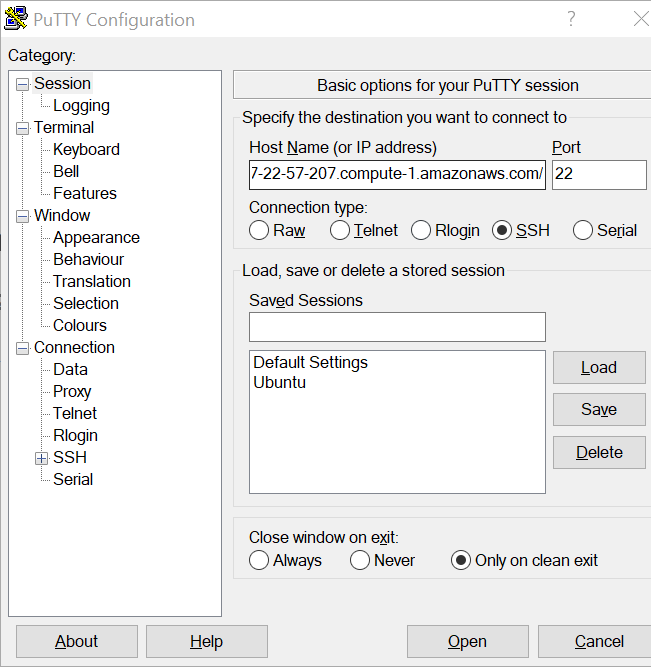 PuTTY Configuration
?
Category:
Session
Logging
Terminal
Keyboard
Bell
Features
Window
Appearance
Behaviour
Translation
Selection
Colours
Connection
Data
Proxy
Telnet
Rlogin
SSH
Serial
Basic options for your PuTTY session
Specify the destination you want to connect to
Host Name (or IP address) Port
7-22-57-207.compute-1.amazonaws.com/ 22
Connection type:
Raw Telnet Rlogin SSH Serial
Load, save or delete a stored session
Saved Sessions
Default Settings
Ubuntu
Load
Save
Delete
Close window on exit:
Always Never Only on clean exit
About Help Open Cancel